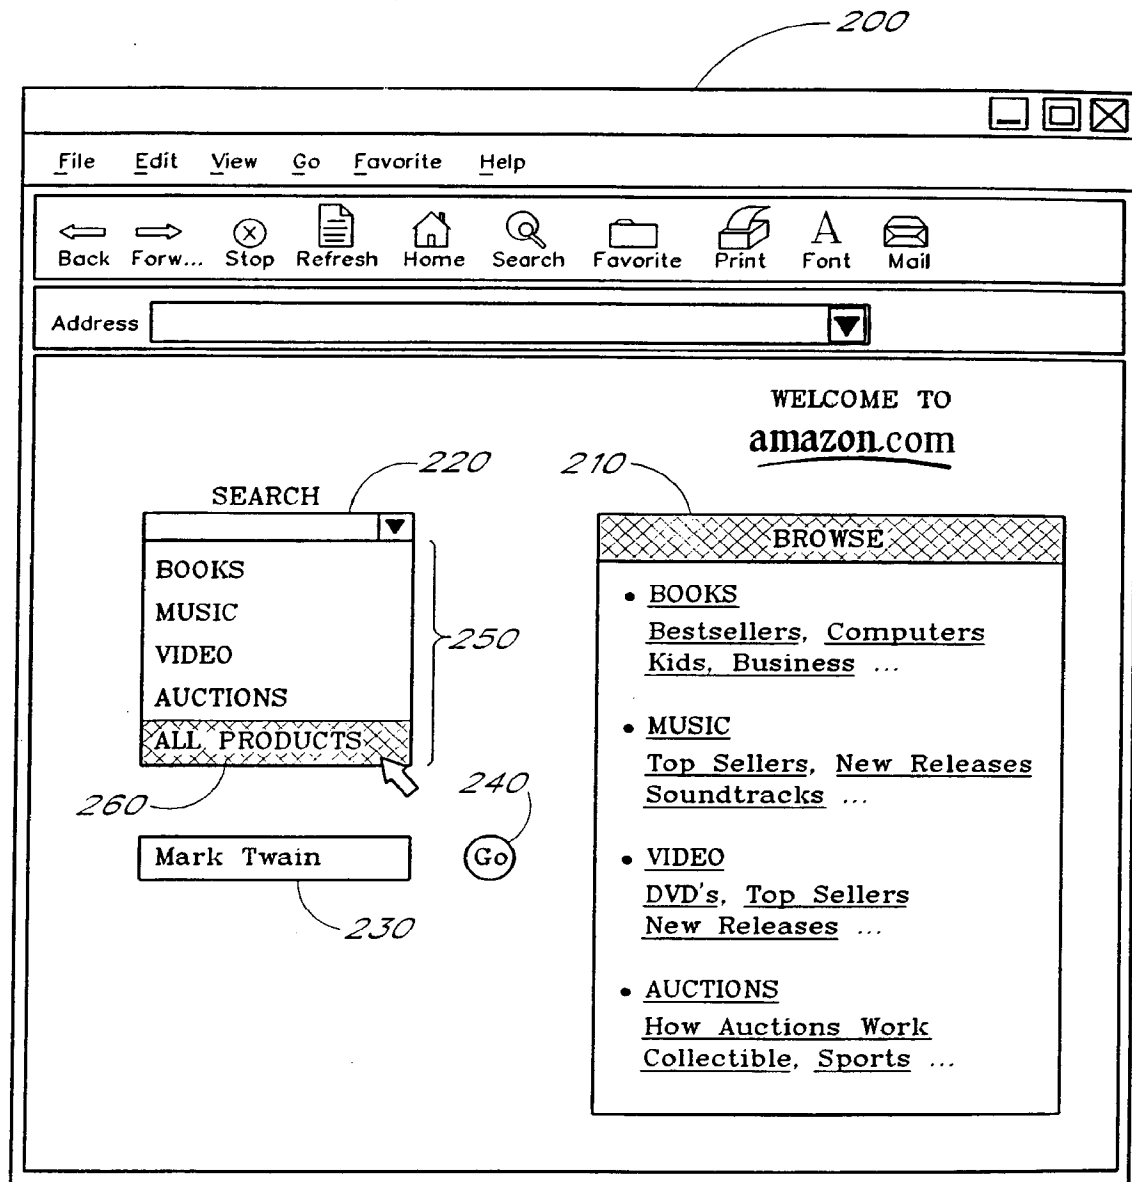 200
File Edit View Go Favorite Help
Back Forw... Stop Refresh Home Search Favorite Print Font Mail
Address
WELCOME TO
amazon.com
220
210
SEARCH
BROWSE
BOOKS
MUSIC
VIDEO
AUCTIONS
ALL PRODUCTS
250
260
240
Mark Twain
Go
230
• BOOKS
Bestsellers, Computers
Kids, Business ...
• MUSIC
Top Sellers, New Releases
Soundtracks ...
• VIDEO
DVD's, Top Sellers
New Releases ...
• AUCTIONS
How Auctions Work
Collectible, Sports ...